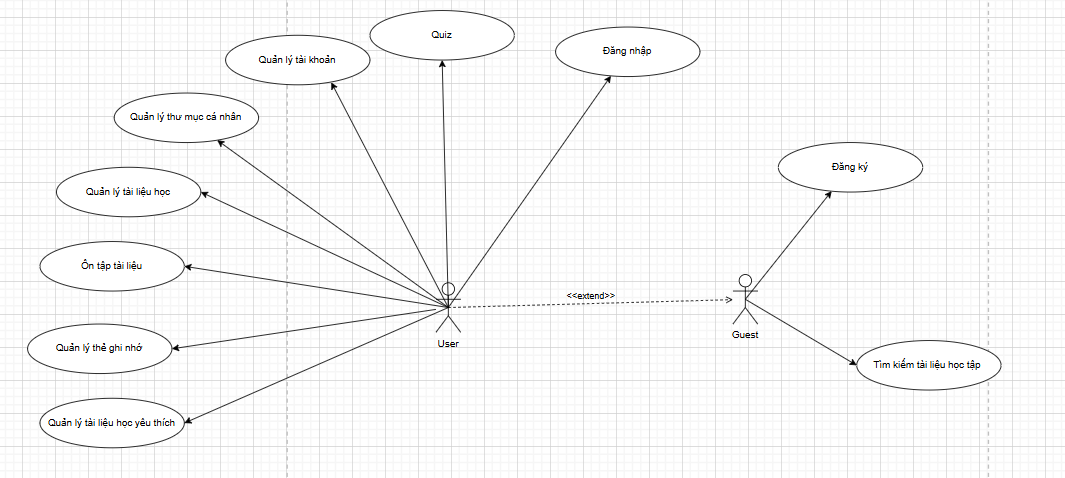 Quiz
Đăng nhập
Quản lý tài khoản
Quản lý thư mục cá nhân
Đăng ký
Quản lý tài liệu học
Ôn tập tài liệu
<<extend>>
User
Guest
Quản lý thẻ ghi nhớ
Tìm kiếm tài liệu học tập
Quản lý tài liệu học yêu thích